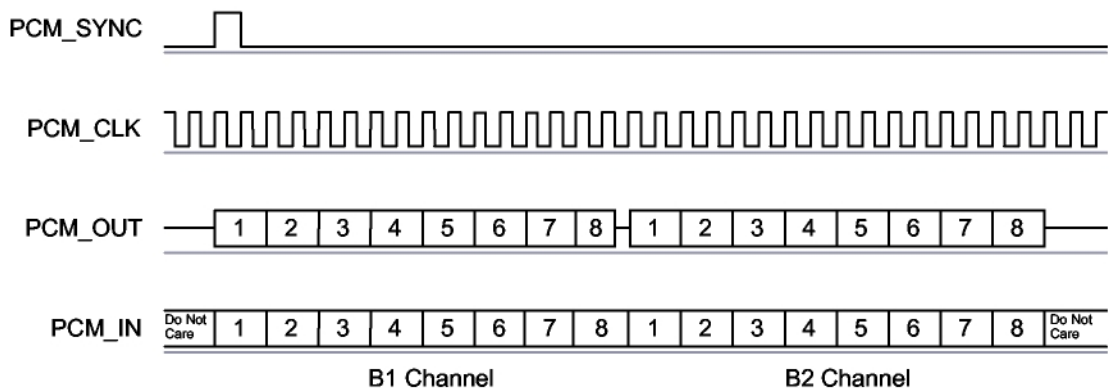 PCM_SYNC
PCM_CLK
PCM_OUT 1 2 3 4 5 6 7 8 1 2 3 4 5 6 7 8
PCM_IN Do Not Care 1 2 3 4 5 6 7 8 1 2 3 4 5 6 7 8 Do Not Care
B1 Channel B2 Channel